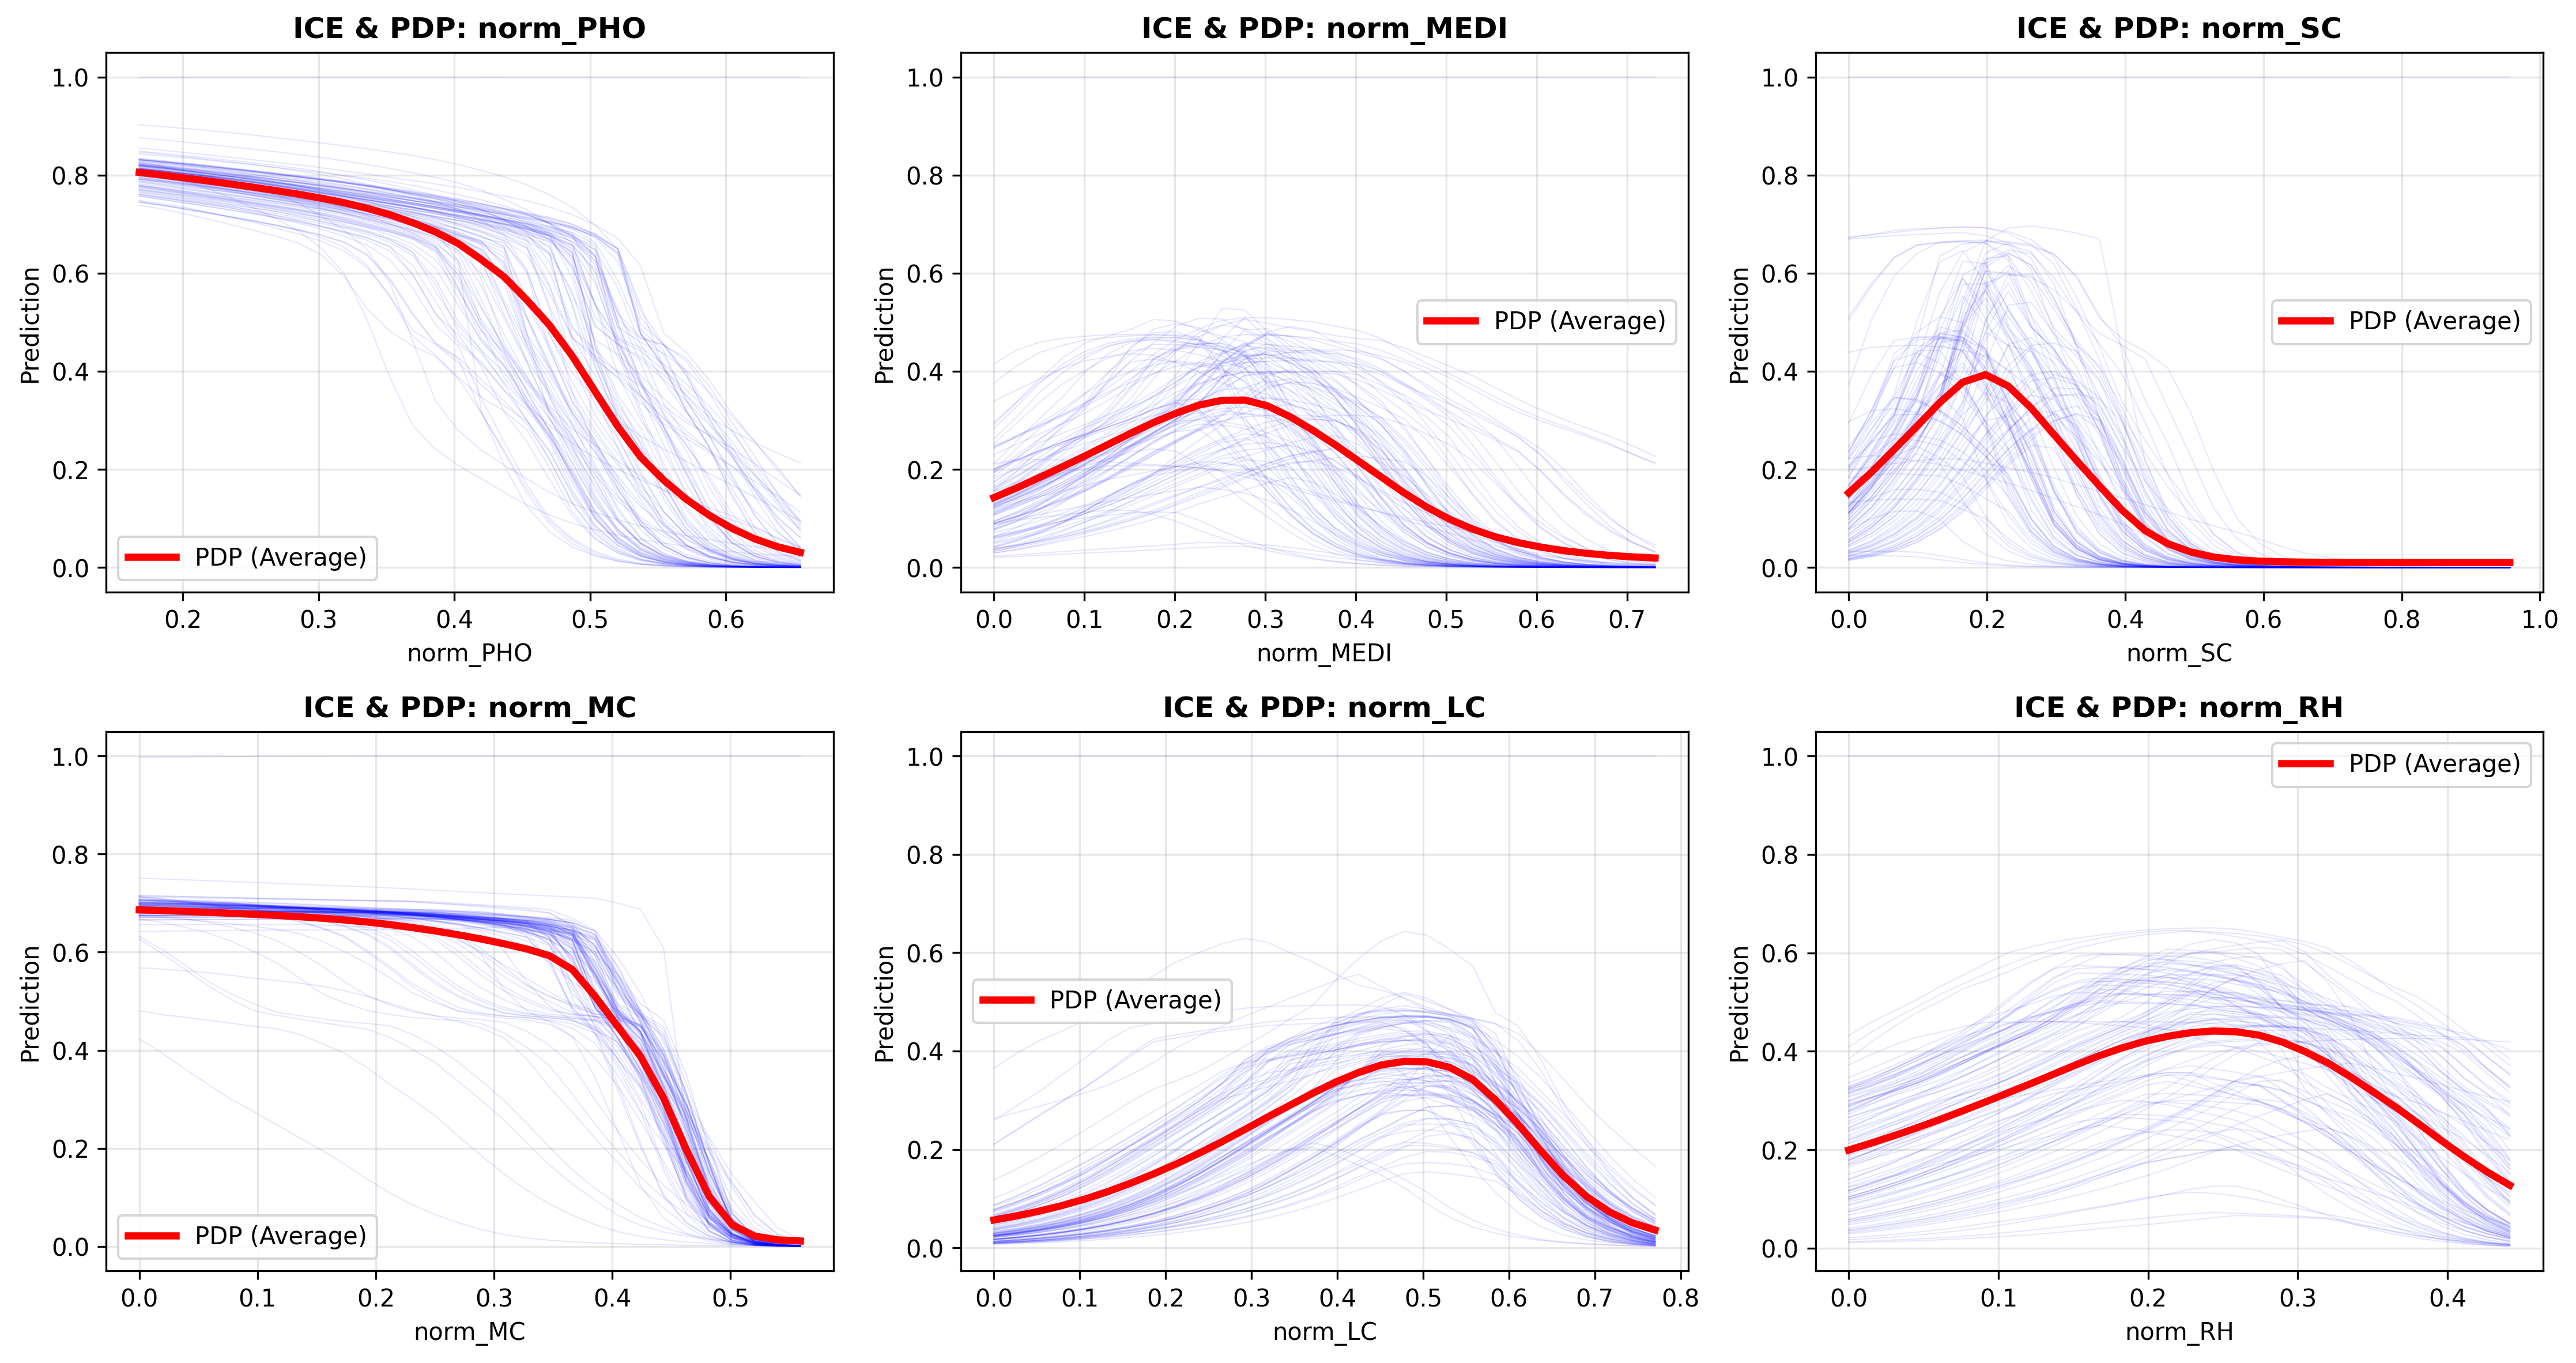 ICE & PDP: norm_PHO
1.0
0.8
0.6
0.4
0.2
0.0
Prediction
PDP (Average)
0.2 0.3 0.4 0.5 0.6
norm_PHO
ICE & PDP: norm_MEDI
1.0
0.8
0.6
0.4
0.2
0.0
Prediction
PDP (Average)
0.0 0.1 0.2 0.3 0.4 0.5 0.6 0.7
norm_MEDI
ICE & PDP: norm_SC
1.0
0.8
0.6
0.4
0.2
0.0
Prediction
PDP (Average)
0.0 0.2 0.4 0.6 0.8 1.0
norm_SC
ICE & PDP: norm_MC
1.0
0.8
0.6
0.4
0.2
0.0
Prediction
PDP (Average)
0.0 0.1 0.2 0.3 0.4 0.5
norm_MC
ICE & PDP: norm_LC
1.0
0.8
0.6
0.4
0.2
0.0
Prediction
PDP (Average)
0.0 0.1 0.2 0.3 0.4 0.5 0.6 0.7 0.8
norm_LC
ICE & PDP: norm_RH
1.0
0.8
0.6
0.4
0.2
0.0
Prediction
PDP (Average)
0.0 0.1 0.2 0.3 0.4
norm_RH